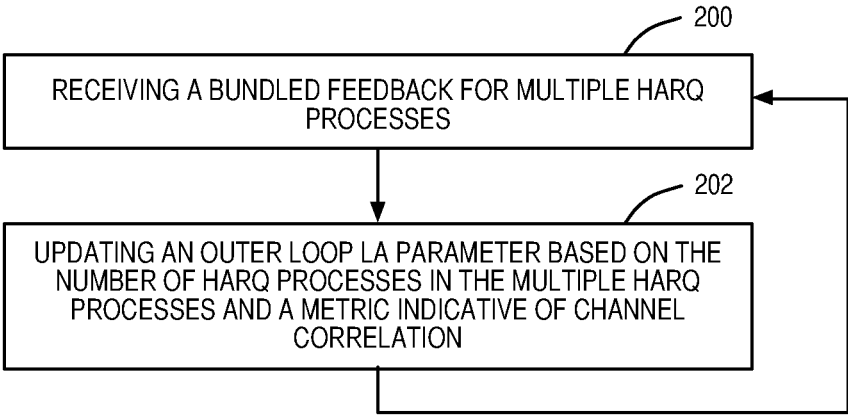 200
RECEIVING A BUNDLED FEEDBACK FOR MULTIPLE HARQ
PROCESSES
202
UPDATING AN OUTER LOOP LA PARAMETER BASED ON THE
NUMBER OF HARQ PROCESSES IN THE MULTIPLE HARQ
PROCESSES AND A METRIC INDICATIVE OF CHANNEL
CORRELATION